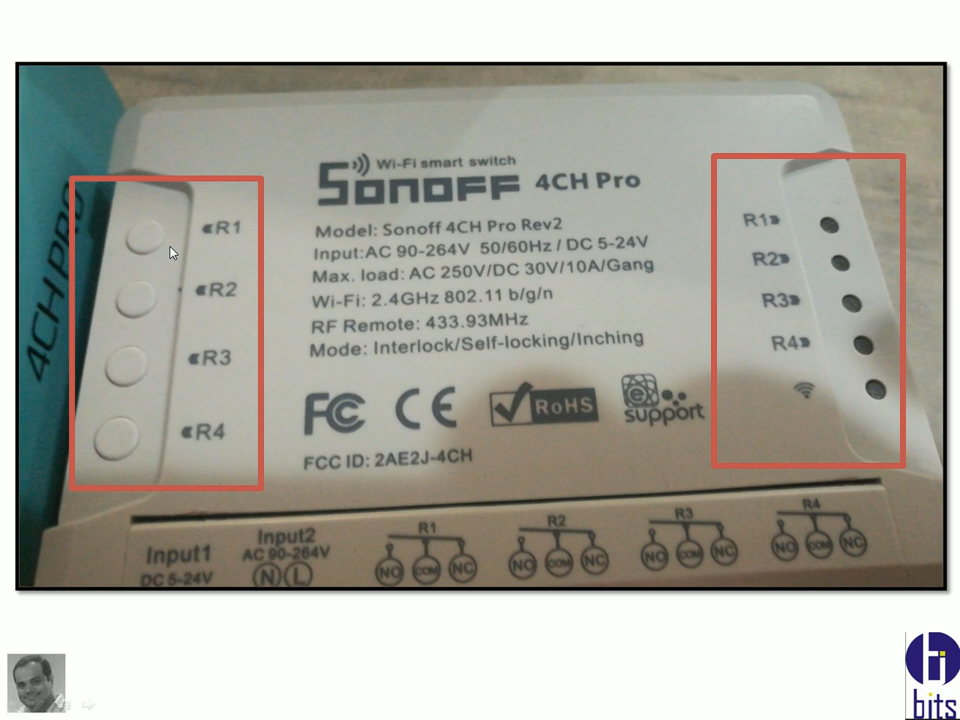 4CH PRO
Wi-Fi smart switch
SONOFF 4CH Pro
Model: Sonoff 4CH Pro Rev2
Input:AC 90-264V 50/60Hz / DC 5-24V
Max. load: AC 250V/DC 30V/10A/Gang
Wi-Fi: 2.4GHz 802.11 b/g/n
RF Remote: 433.93MHz
Mode: Interlock/Self-locking/Inching
R1
R2
R3
R4
R1
R2
R3
R4
FC CE RoHS e support
FCC ID: 2AE2J-4CH
Input1
DC 5-24V
Input2
AC 90-264V
N L
R1
NO COM NC
R2
NO COM NC
R3
NO COM NC
R4
NO COM NC
bits